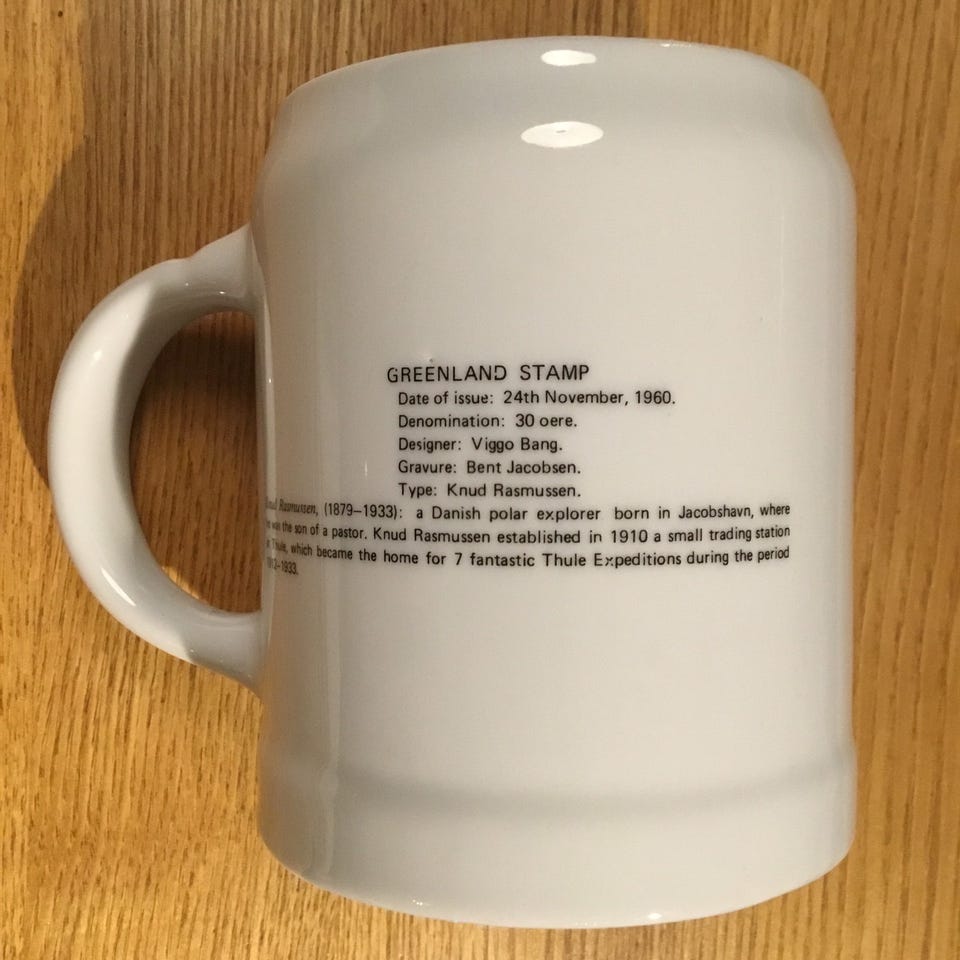 GREENLAND STAMP
Date of issue: 24th November, 1960.
Denomination: 30 oere.
Designer: Viggo Bang.
Gravure: Bent Jacobsen.
Type: Knud Rasmussen.
Rasmussen, (1879–1933): a Danish polar explorer born in Jacobshavn, where
was the son of a pastor. Knud Rasmussen established in 1910 a small trading station
Thule, which became the home for 7 fantastic Thule Expeditions during the period
–1933.